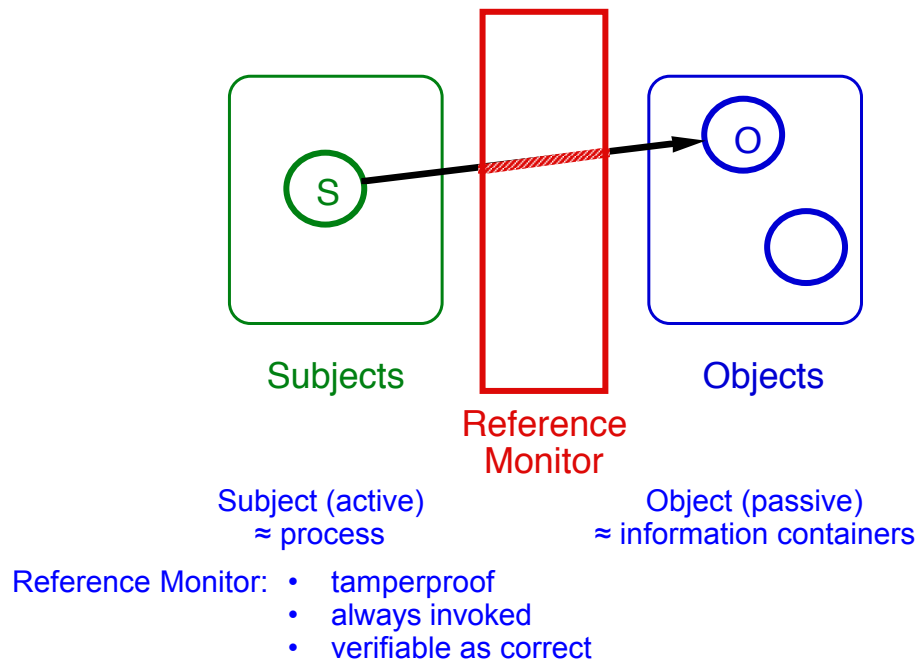 S
O
Subjects
Objects
Reference
Monitor
Subject (active)
≈ process
Object (passive)
≈ information containers
Reference Monitor: • tamperproof
• always invoked
• verifiable as correct